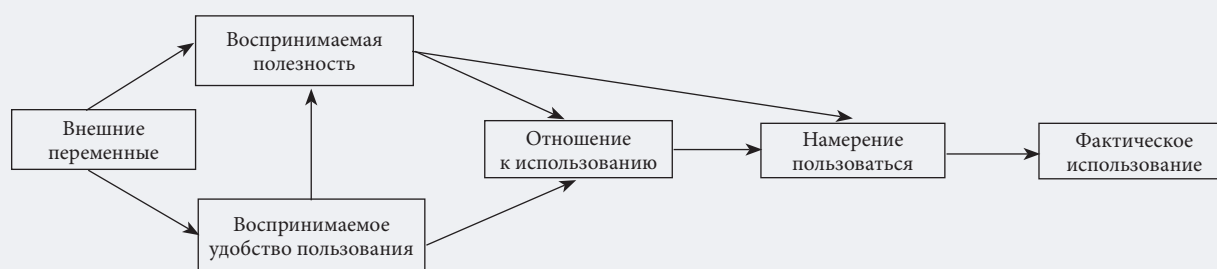 Воспринимаемая
полезность
Внешние
переменные
Воспринимаемое
удобство пользования
Отношение
к использованию
Намерение
пользоваться
Фактическое
использование